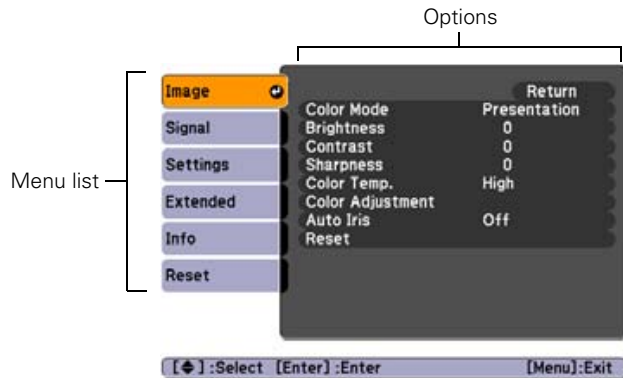 Options
Menu list
Image
Signal
Settings
Extended
Info
Reset
Return
Color Mode Presentation
Brightness 0
Contrast 0
Sharpness 0
Color Temp. High
Color Adjustment
Auto Iris Off
Reset
[◆] :Select [Enter] :Enter [Menu]:Exit